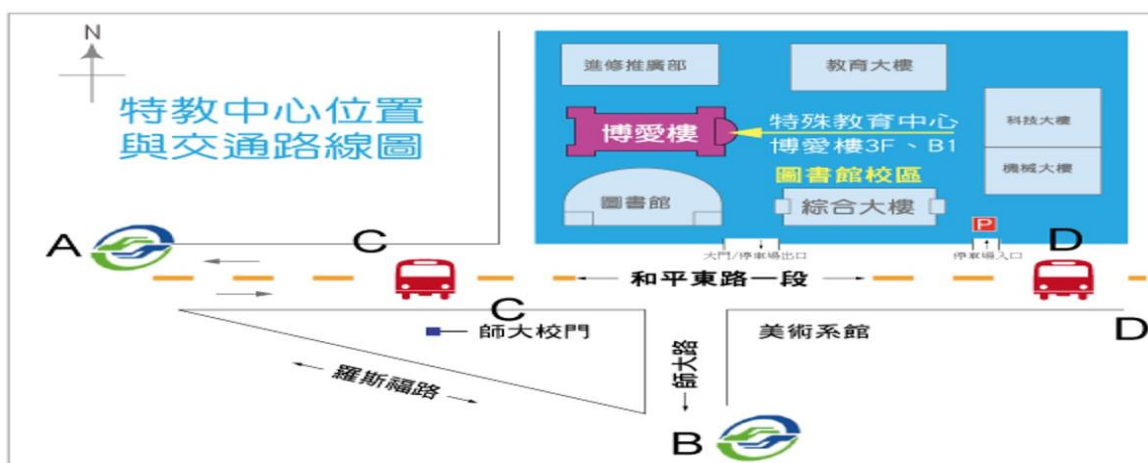 N
特教中心位置
與交通路線圖
進修推廣部
教育大樓
博愛樓
特殊教育中心
博愛樓3F、B1
科技大樓
機械大樓
圖書館校區
圖書館
綜合大樓
P
大門/停車場出口
停車場入口
A
C
D
和平東路一段
C
D
師大校門
美術系館
羅斯福路
師大路
B